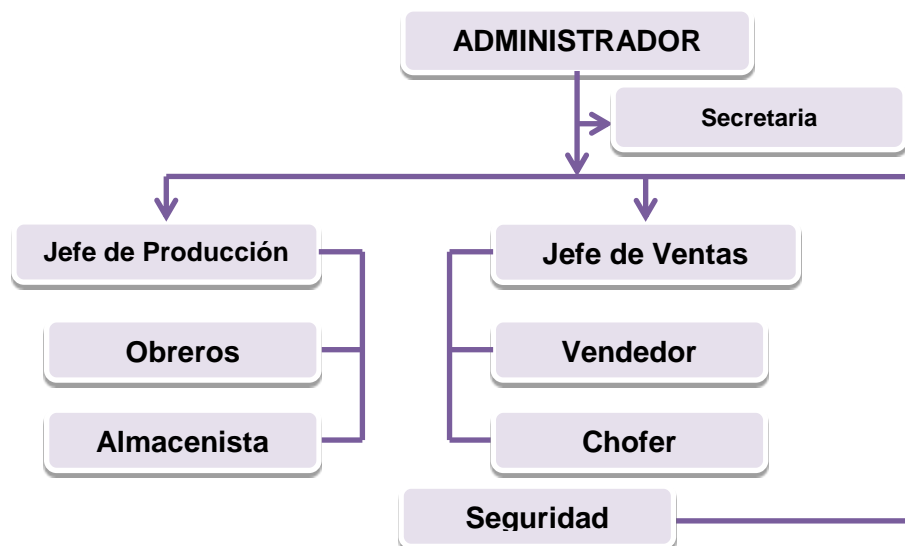 ADMINISTRADOR
Secretaria
Jefe de Producción
Jefe de Ventas
Obreros
Vendedor
Almacenista
Chofer
Seguridad